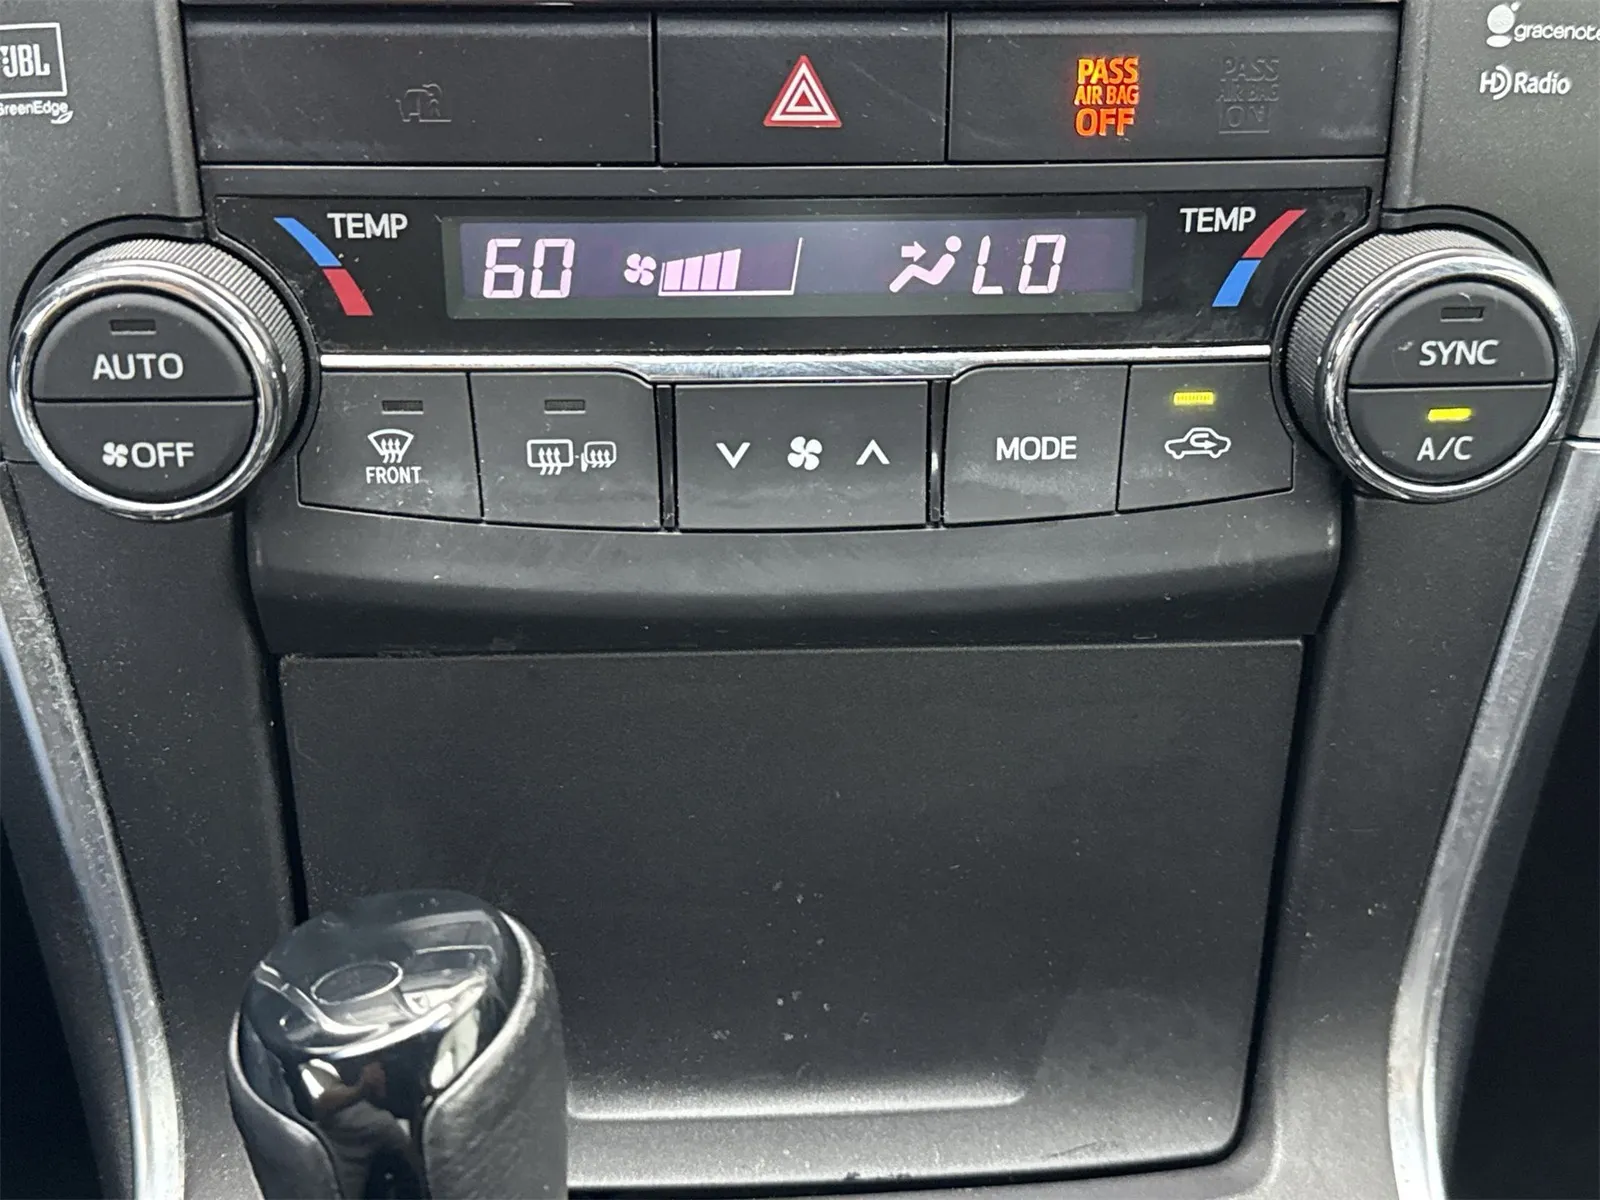 JBL
GreenEdge
PASS
AIR BAG
OFF
PASS
AIR BAG
ON
gracenote
HD Radio
TEMP
60
LO
TEMP
AUTO
OFF
FRONT
MODE
SYNC
A/C